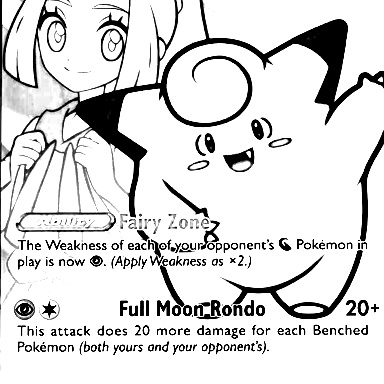 Ability Fairy Zone
The Weakness of each of your opponent's Pokémon in
play is now . (Apply Weakness as ×2.)
Full Moon Rondo 20+
This attack does 20 more damage for each Benched
Pokémon (both yours and your opponent's).